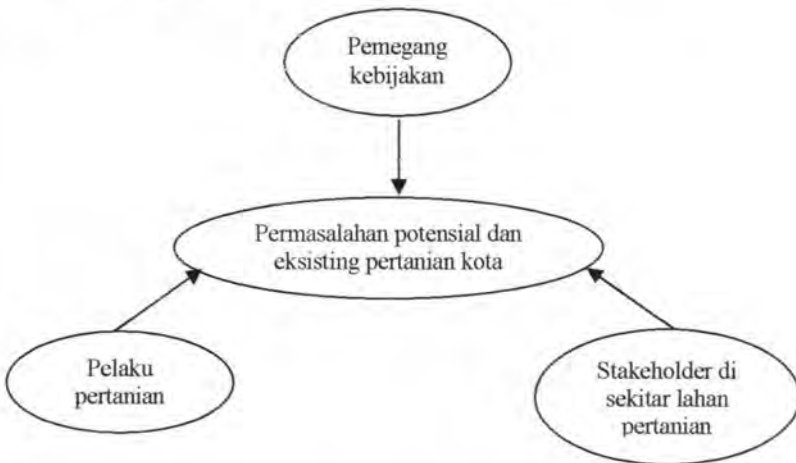 Pemegang
kebijakan
Permasalahan potensial dan
eksisting pertanian kota
Pelaku
pertanian
Stakeholder di
sekitar lahan
pertanian